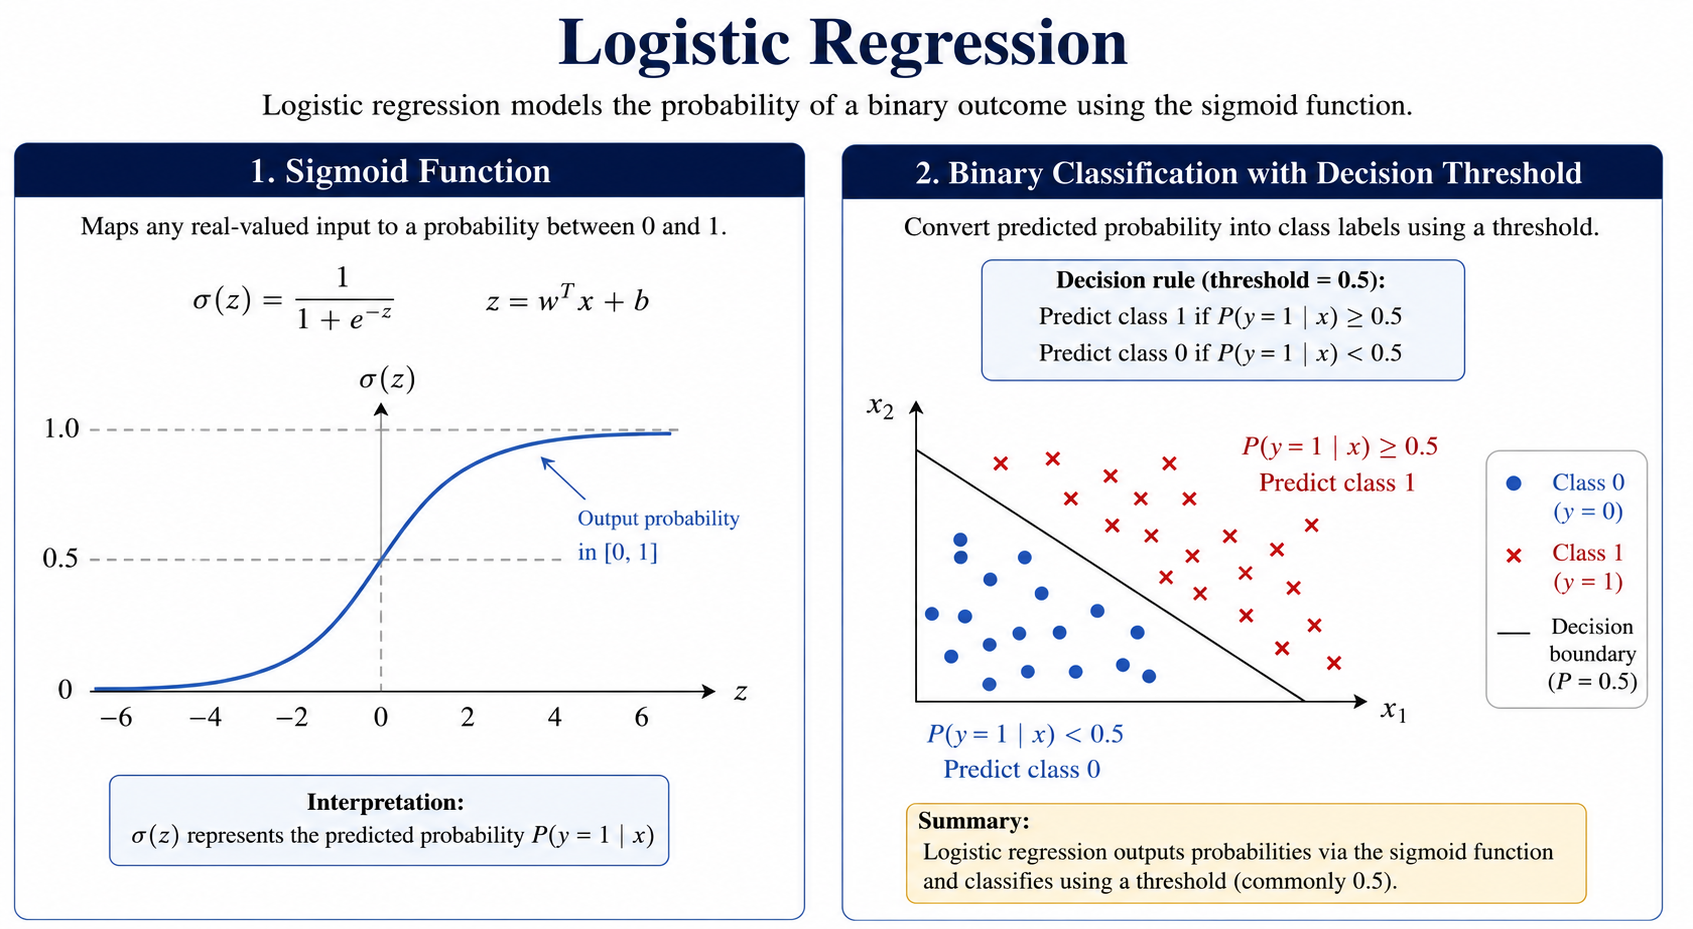 Logistic Regression
Logistic regression models the probability of a binary outcome using the sigmoid function.
1. Sigmoid Function
Maps any real-valued input to a probability between 0 and 1.
σ(z) = 1 / (1 + e^{−z})    z = w^T x + b
σ(z)
1.0
Output probability
in [0, 1]
0.5
0
z
−6 −4 −2 0 2 4 6
Interpretation:
σ(z) represents the predicted probability P(y = 1 | x)
2. Binary Classification with Decision Threshold
Convert predicted probability into class labels using a threshold.
Decision rule (threshold = 0.5):
Predict class 1 if P(y = 1 | x) ≥ 0.5
Predict class 0 if P(y = 1 | x) < 0.5
x₂
P(y = 1 | x) ≥ 0.5
Predict class 1
Class 0
(y = 0)
Class 1
(y = 1)
Decision
boundary
(P = 0.5)
x₁
P(y = 1 | x) < 0.5
Predict class 0
Summary:
Logistic regression outputs probabilities via the sigmoid function
and classifies using a threshold (commonly 0.5).